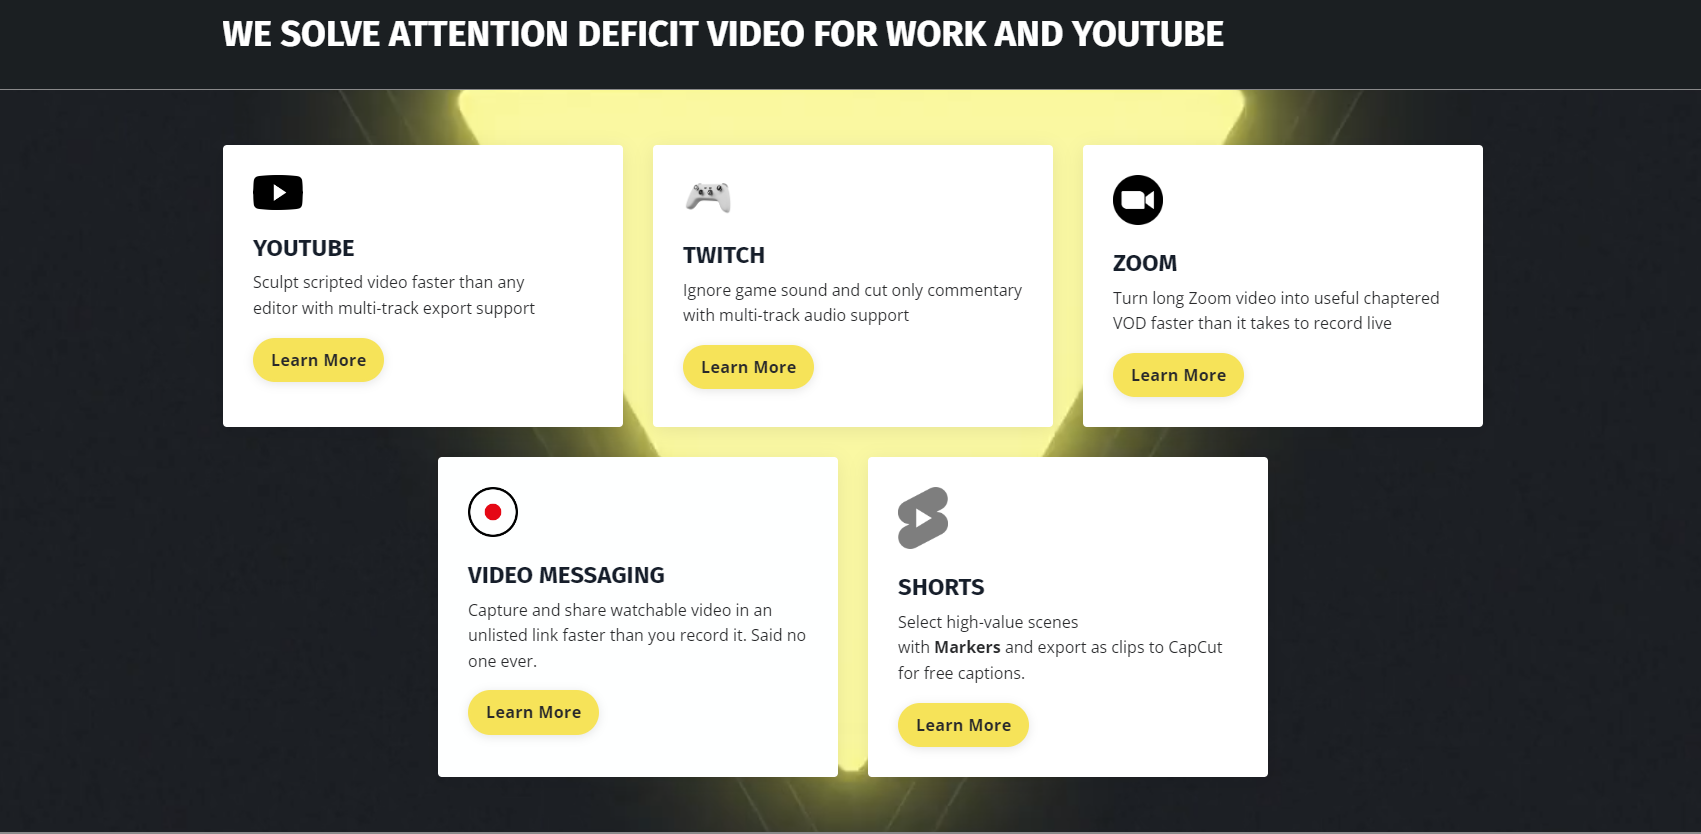 WE SOLVE ATTENTION DEFICIT VIDEO FOR WORK AND YOUTUBE
YOUTUBE
Sculpt scripted video faster than any
editor with multi-track export support
Learn More
TWITCH
Ignore game sound and cut only commentary
with multi-track audio support
Learn More
ZOOM
Turn long Zoom video into useful chaptered
VOD faster than it takes to record live
Learn More
VIDEO MESSAGING
Capture and share watchable video in an
unlisted link faster than you record it. Said no
one ever.
Learn More
SHORTS
Select high-value scenes
with Markers and export as clips to CapCut
for free captions.
Learn More